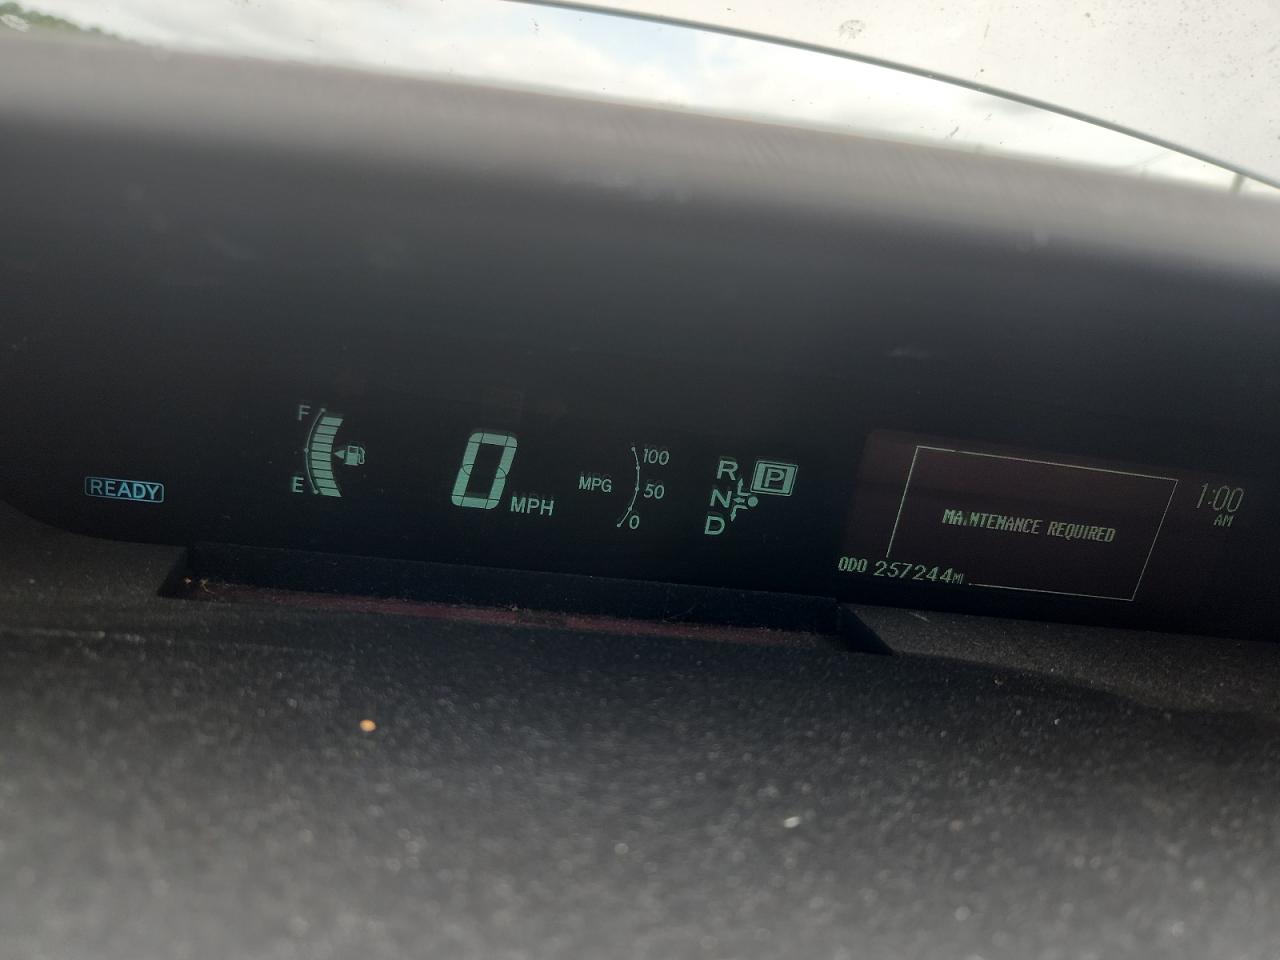 READY
F
E
0 MPH
MPG
100
50
0
R
N
D
P
MAINTENANCE REQUIRED
ODO 257244MI
1:00
AM